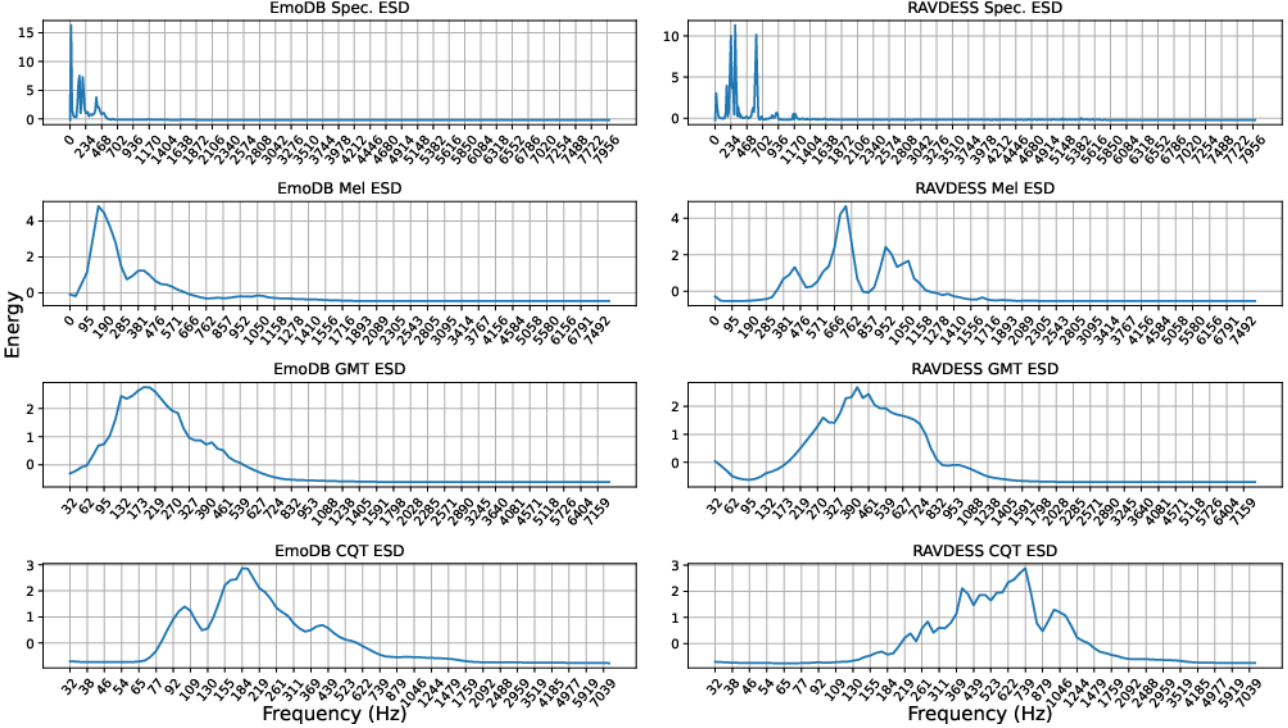 EmoDB Spec. ESD
15
10
5
0
0 234 468 702 936 1170 1404 1638 1872 2106 2340 2574 2808 3042 3276 3510 3744 3978 4212 4446 4680 4914 5148 5382 5616 5850 6084 6318 6552 6786 7020 7254 7488 7722 7956
RAVDESS Spec. ESD
10
5
0
0 234 468 702 936 1170 1404 1638 1872 2106 2340 2574 2808 3042 3276 3510 3744 3978 4212 4446 4680 4914 5148 5382 5616 5850 6084 6318 6552 6786 7020 7254 7488 7722 7956
EmoDB Mel ESD
4
2
0
0 95 190 285 381 476 571 666 762 857 952 1050 1158 1278 1410 1556 1716 1893 2089 2305 2543 2805 3095 3414 3767 4156 4584 5058 5580 6156 6791 7492
RAVDESS Mel ESD
4
2
0
0 95 190 285 381 476 571 666 762 857 952 1050 1158 1278 1410 1556 1716 1893 2089 2305 2543 2805 3095 3414 3767 4156 4584 5058 5580 6156 6791 7492
Energy
EmoDB GMT ESD
2
1
0
32 62 95 132 173 219 270 327 390 461 539 627 724 832 953 1088 1238 1405 1591 1798 2028 2285 2571 2890 3245 3640 4081 4571 5118 5726 6404 7159
RAVDESS GMT ESD
2
1
0
32 62 95 132 173 219 270 327 390 461 539 627 724 832 953 1088 1238 1405 1591 1798 2028 2285 2571 2890 3245 3640 4081 4571 5118 5726 6404 7159
EmoDB CQT ESD
3
2
1
0
32 38 46 54 65 77 92 109 130 155 184 219 261 311 369 439 523 622 739 879 1046 1244 1479 1759 2092 2488 2959 3519 4185 4977 5919 7039
Frequency (Hz)
RAVDESS CQT ESD
3
2
1
0
32 38 46 54 65 77 92 109 130 155 184 219 261 311 369 439 523 622 739 879 1046 1244 1479 1759 2092 2488 2959 3519 4185 4977 5919 7039
Frequency (Hz)